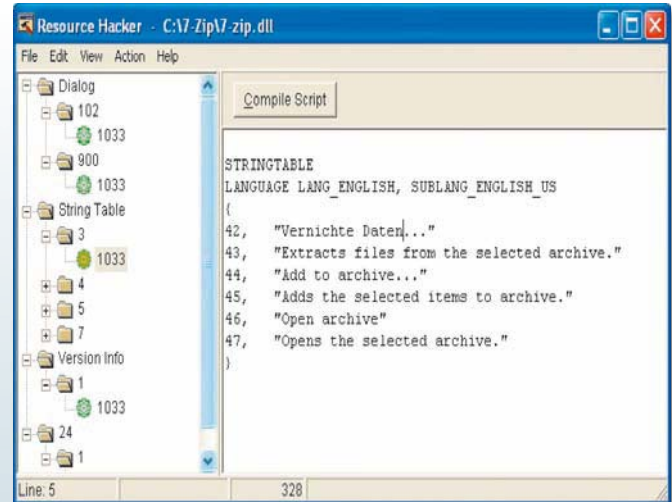 Resource Hacker - C:\7-Zip\7-zip.dll
File Edit View Action Help
Dialog
102
1033
900
1033
String Table
3
1033
4
5
7
Version Info
1
1033
24
1
Compile Script
STRINGTABLE
LANGUAGE LANG_ENGLISH, SUBLANG_ENGLISH_US
{
42, "Vernichte Daten..."
43, "Extracts files from the selected archive."
44, "Add to archive..."
45, "Adds the selected items to archive."
46, "Open archive"
47, "Opens the selected archive."
}
Line: 5 328